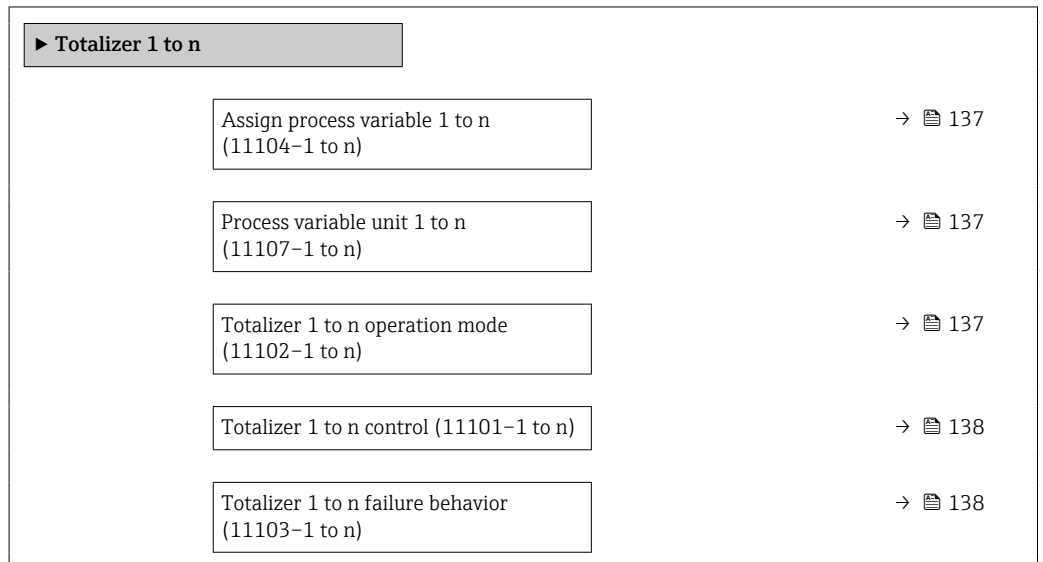 ▶ Totalizer 1 to n
Assign process variable 1 to n
(11104–1 to n)
→ 137
Process variable unit 1 to n
(11107–1 to n)
→ 137
Totalizer 1 to n operation mode
(11102–1 to n)
→ 137
Totalizer 1 to n control (11101–1 to n)
→ 138
Totalizer 1 to n failure behavior
(11103–1 to n)
→ 138